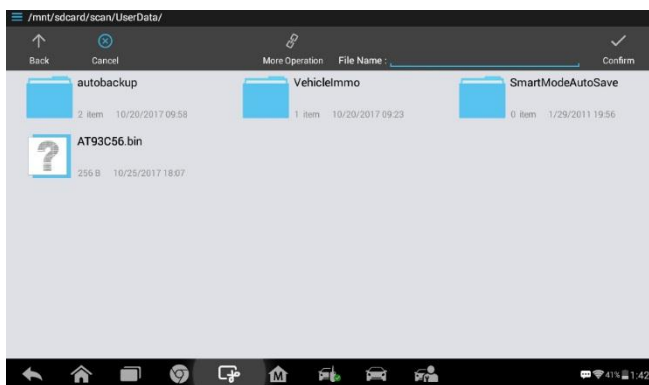 /mnt/sdcard/scan/UserData/
Back Cancel More Operation File Name : Confirm
autobackup
2 item 10/20/2017 09:58
VehicleImmo
1 item 10/20/2017 09:23
SmartModeAutoSave
0 item 1/29/2011 19:56
AT93C56.bin
256 B 10/25/2017 18:07
M
41% 1:42